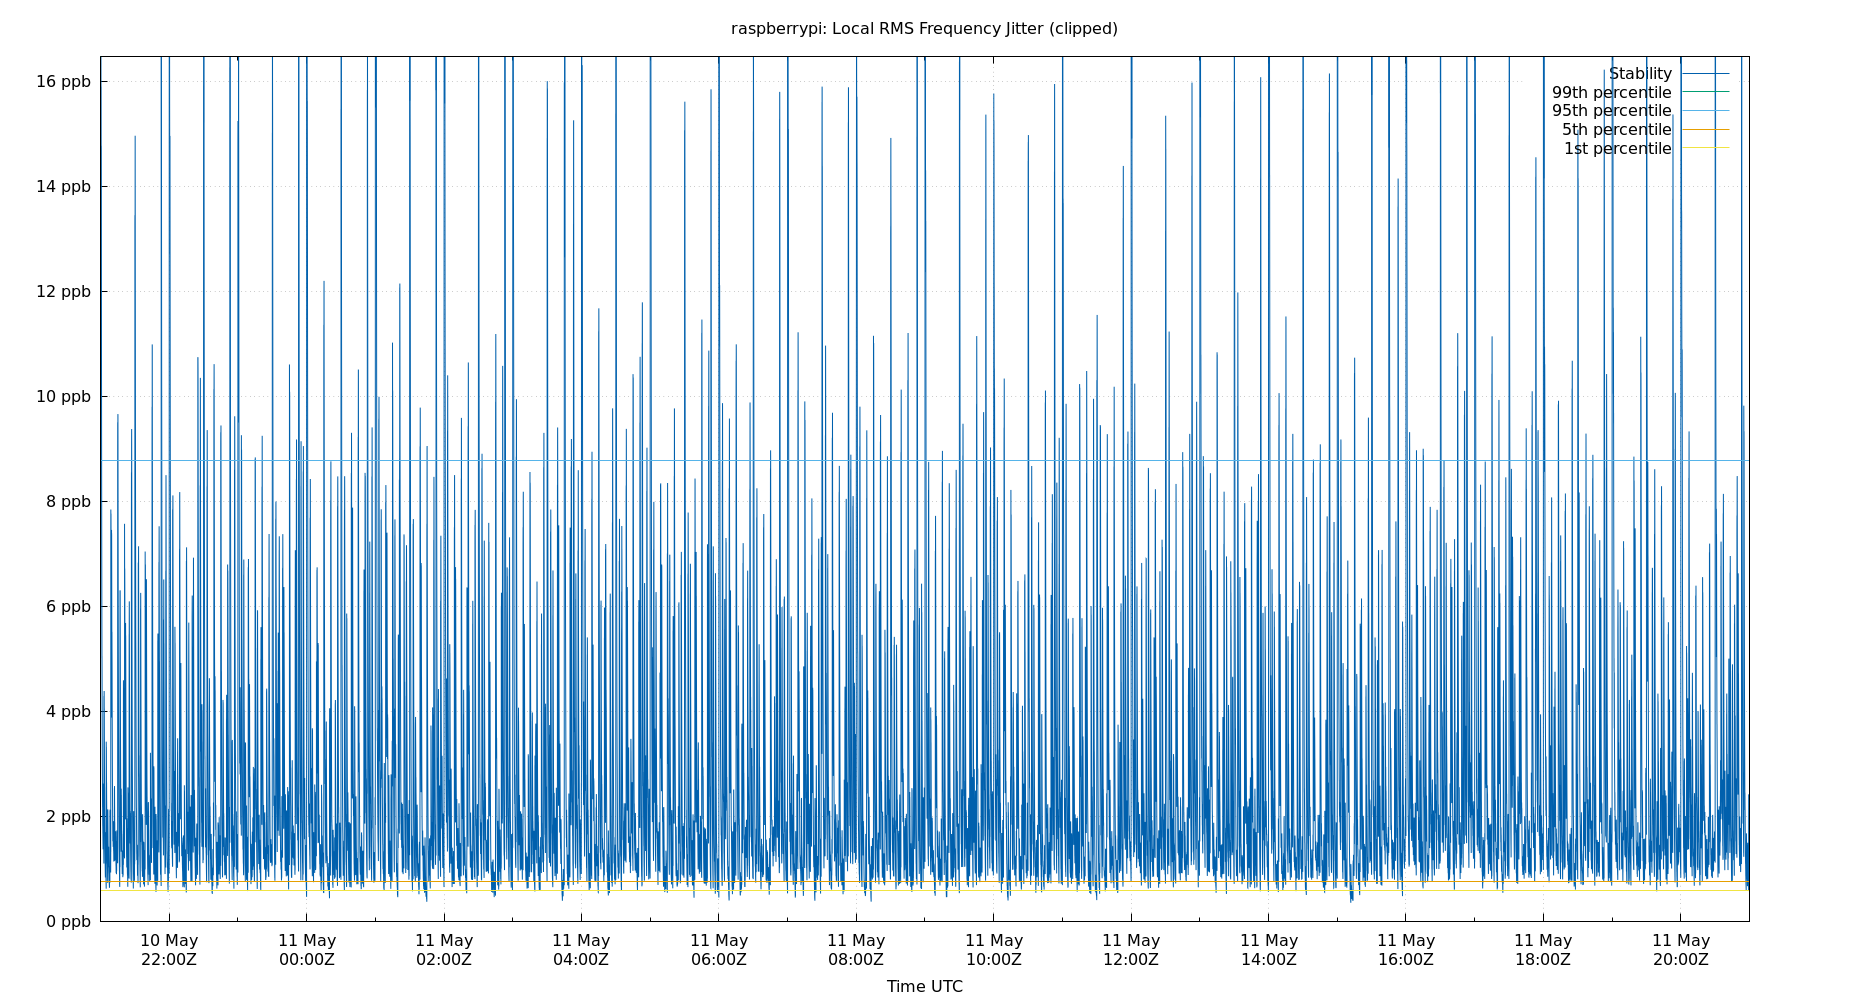 raspberrypi: Local RMS Frequency Jitter (clipped)
16 ppb
14 ppb
12 ppb
10 ppb
8 ppb
6 ppb
4 ppb
2 ppb
0 ppb
Stability
99th percentile
95th percentile
5th percentile
1st percentile
10 May 11 May 11 May 11 May 11 May 11 May 11 May 11 May 11 May 11 May 11 May 11 May
22:00Z 00:00Z 02:00Z 04:00Z 06:00Z 08:00Z 10:00Z 12:00Z 14:00Z 16:00Z 18:00Z 20:00Z
Time UTC